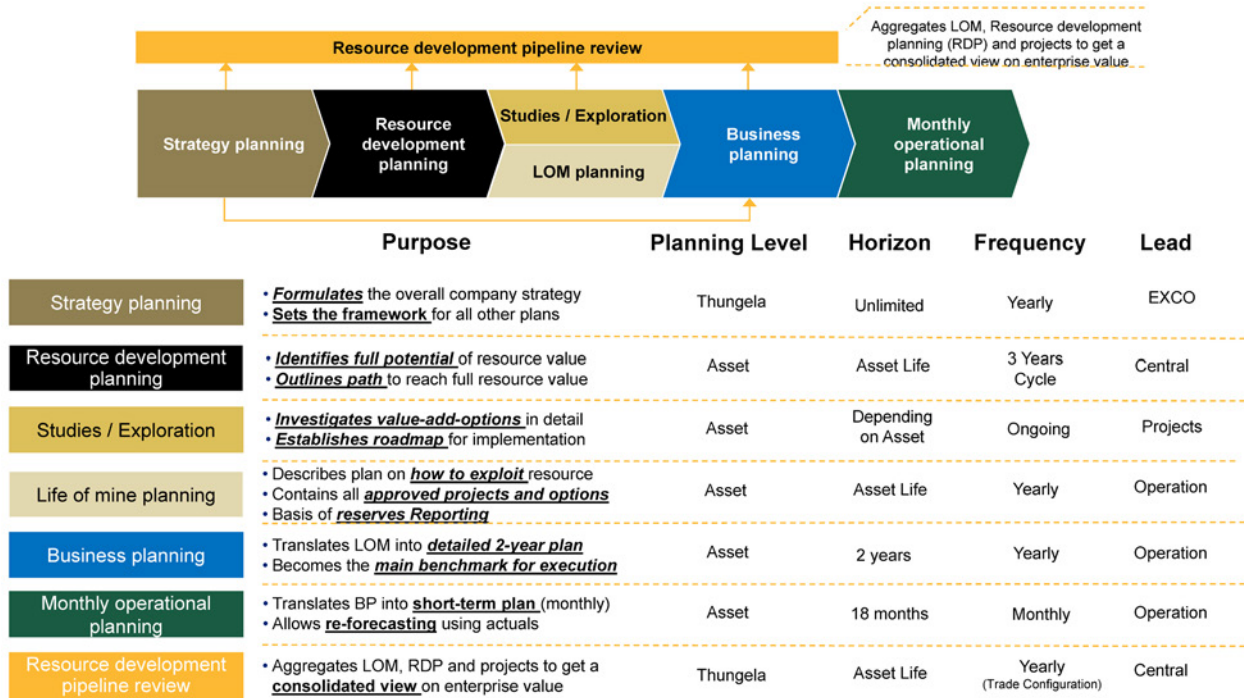 Resource development pipeline review
Aggregates LOM, Resource development
planning (RDP) and projects to get a
consolidated view on enterprise value
Strategy planning
Resource
development
planning
Studies / Exploration
LOM planning
Business
planning
Monthly
operational
planning
Purpose Planning Level Horizon Frequency Lead
Strategy planning
• Formulates the overall company strategy
• Sets the framework for all other plans
Thungela Unlimited Yearly EXCO
Resource development
planning
• Identifies full potential of resource value
• Outlines path to reach full resource value
Asset Asset Life
3 Years
Cycle
Central
Studies / Exploration
• Investigates value-add-options in detail
• Establishes roadmap for implementation
Asset
Depending
on Asset
Ongoing Projects
Life of mine planning
• Describes plan on how to exploit resource
• Contains all approved projects and options
• Basis of reserves Reporting
Asset Asset Life Yearly Operation
Business planning
• Translates LOM into detailed 2-year plan
• Becomes the main benchmark for execution
Asset 2 years Yearly Operation
Monthly operational
planning
• Translates BP into short-term plan (monthly)
• Allows re-forecasting using actuals
Asset 18 months Monthly Operation
Resource development
pipeline review
• Aggregates LOM, RDP and projects to get a
consolidated view on enterprise value
Thungela Asset Life
Yearly
(Trade Configuration)
Central